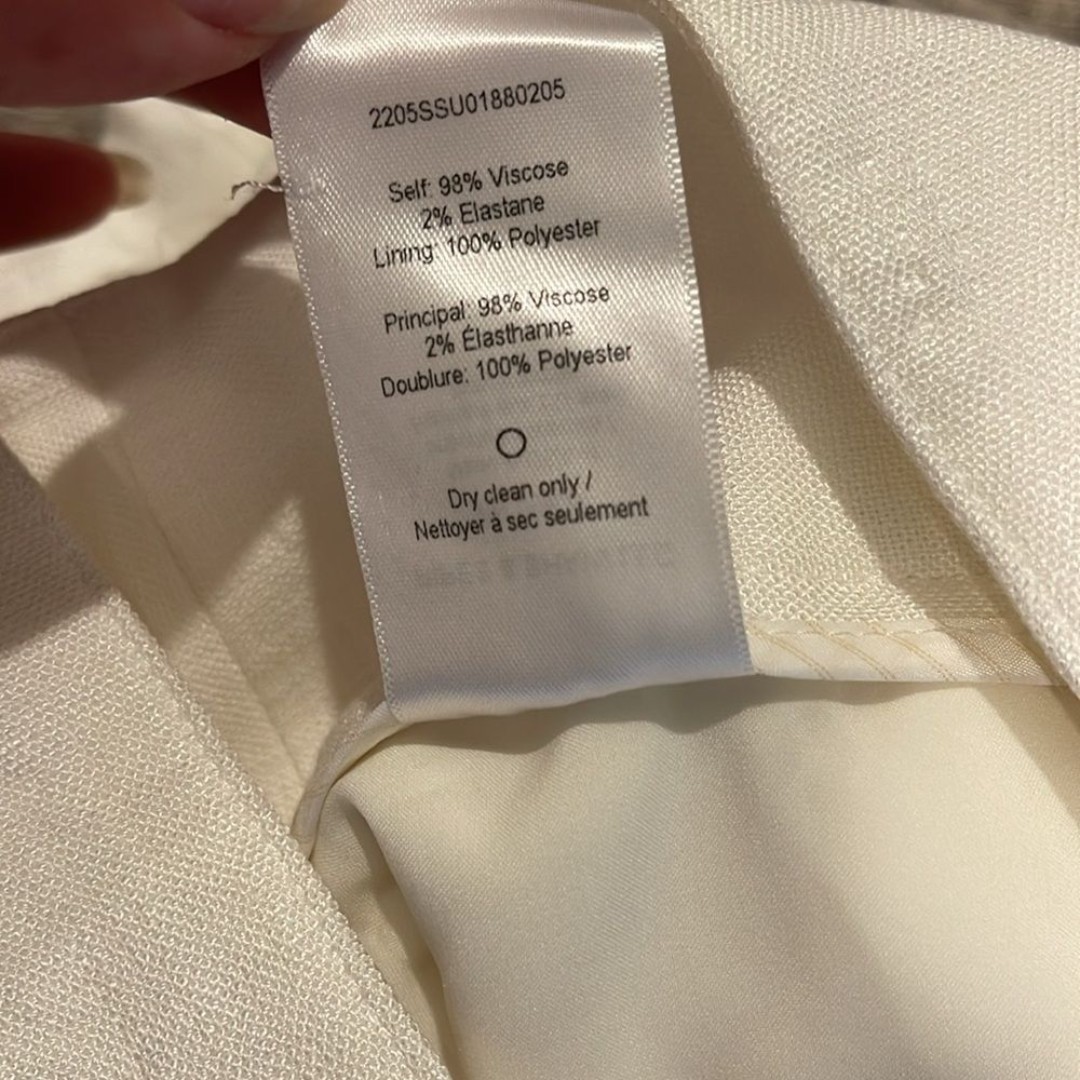 2205SSU01880205
Self: 98% Viscose
2% Elastane
Lining: 100% Polyester
Principal: 98% Viscose
2% Élasthanne
Doublure: 100% Polyester
Dry clean only /
Nettoyer à sec seulement